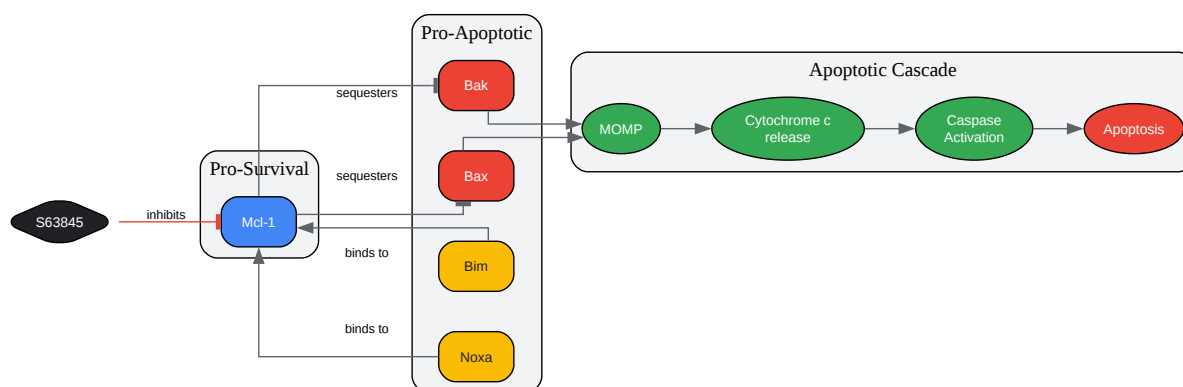 Pro-Apoptotic
Apoptotic Cascade
Bak
sequesters
MOMP
Cytochrome c
release
Caspase
Activation
Apoptosis
Pro-Survival
sequesters
Bax
S63845
inhibits
Mcl-1
binds to
Bim
binds to
Noxa